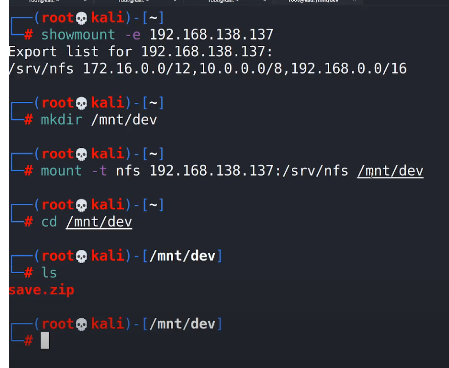 ┌──(root💀kali)-[~]
└─# showmount -e 192.168.138.137
Export list for 192.168.138.137:
/srv/nfs 172.16.0.0/12,10.0.0.0/8,192.168.0.0/16
┌──(root💀kali)-[~]
└─# mkdir /mnt/dev
┌──(root💀kali)-[~]
└─# mount -t nfs 192.168.138.137:/srv/nfs /mnt/dev
┌──(root💀kali)-[~]
└─# cd /mnt/dev
┌──(root💀kali)-[/mnt/dev]
└─# ls
save.zip
┌──(root💀kali)-[/mnt/dev]
└─#